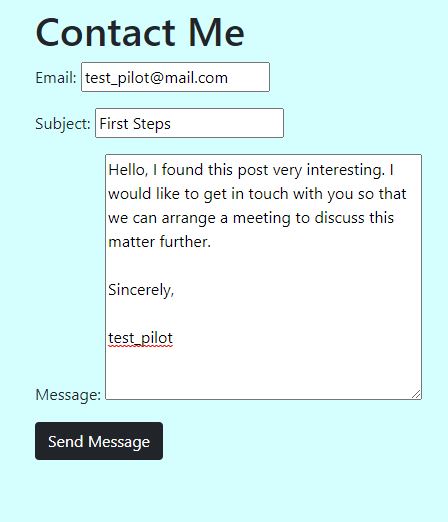 Contact Me
Email: test_pilot@mail.com
Subject: First Steps
Hello, I found this post very interesting. I
would like to get in touch with you so that
we can arrange a meeting to discuss this
matter further.
Sincerely,
test_pilot
Message:
Send Message